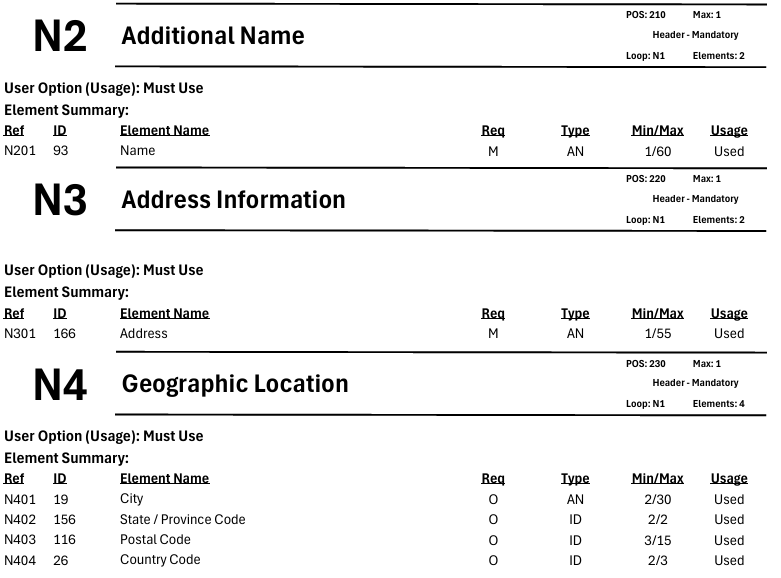 POS: 210 Max: 1
N2 Additional Name Header - Mandatory
Loop: N1 Elements: 2
User Option (Usage): Must Use
Element Summary:
Ref ID Element Name Req Type Min/Max Usage
N201 93 Name M AN 1/60 Used
POS: 220 Max: 1
N3 Address Information Header - Mandatory
Loop: N1 Elements: 2
User Option (Usage): Must Use
Element Summary:
Ref ID Element Name Req Type Min/Max Usage
N301 166 Address M AN 1/55 Used
POS: 230 Max: 1
N4 Geographic Location Header - Mandatory
Loop: N1 Elements: 4
User Option (Usage): Must Use
Element Summary:
Ref ID Element Name Req Type Min/Max Usage
N401 19 City O AN 2/30 Used
N402 156 State / Province Code O ID 2/2 Used
N403 116 Postal Code O ID 3/15 Used
N404 26 Country Code O ID 2/3 Used